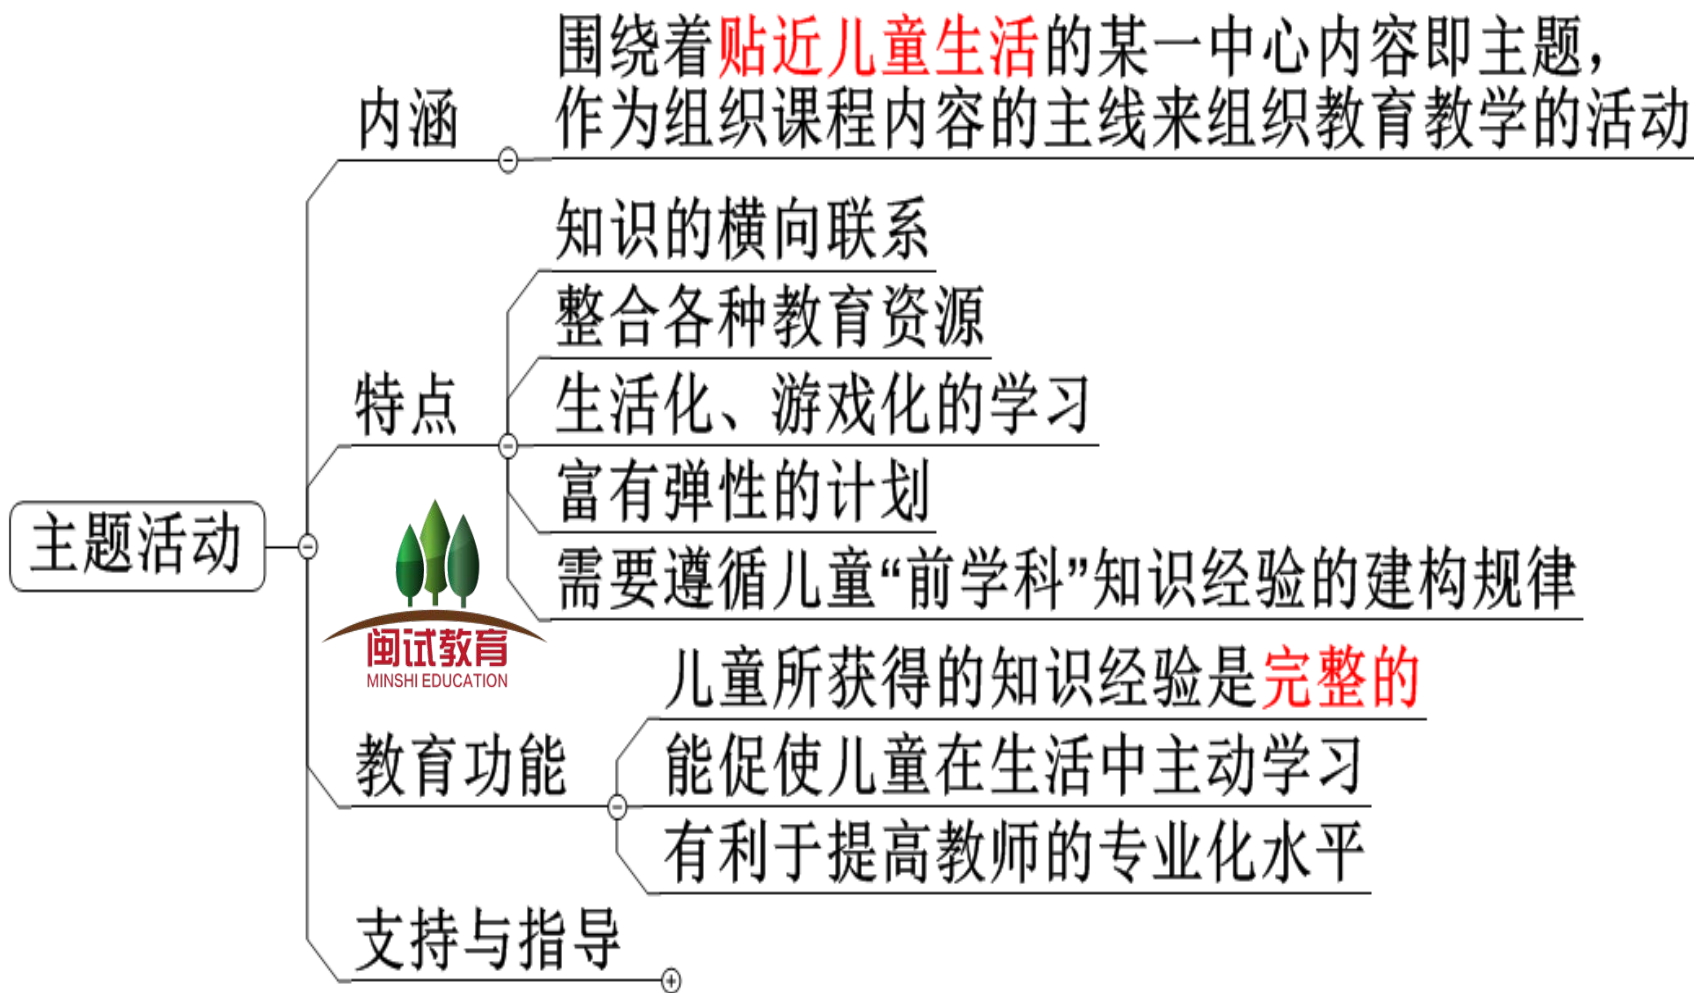 围绕着贴近儿童生活的某一中心内容即主题，
作为组织课程内容的主线来组织教育教学的活动
内涵
知识的横向联系
整合各种教育资源
生活化、游戏化的学习
特点
富有弹性的计划
需要遵循儿童“前学科”知识经验的建构规律
主题活动
闽试教育
MINSHI EDUCATION
儿童所获得的知识经验是完整的
能促使儿童在生活中主动学习
教育功能
有利于提高教师的专业化水平
支持与指导